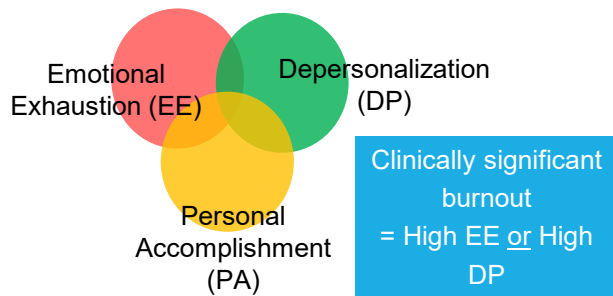 Emotional
Exhaustion (EE)
Depersonalization
(DP)
Personal
Accomplishment
(PA)
Clinically significant
burnout
= High EE or High
DP